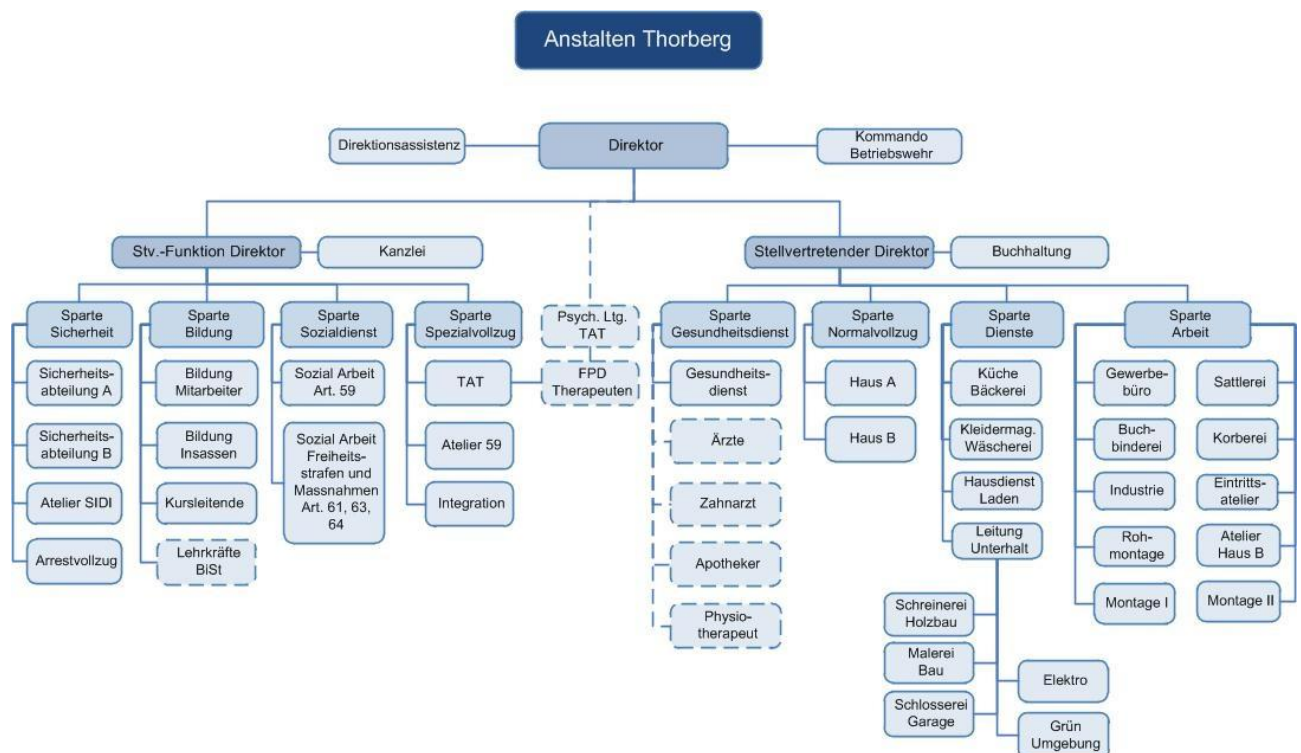 Anstalten Thorberg
Direktionsassistenz
Direktor
Kommando
Betriebswehr
Stv.-Funktion Direktor
Kanzlei
Stellvertretender Direktor
Buchhaltung
Sparte
Sicherheit
Sparte
Bildung
Sparte
Sozialdienst
Sparte
Spezialvollzug
Psych. Ltg.
TAT
Sparte
Gesundheitsdienst
Sparte
Normalvollzug
Sparte
Dienste
Sparte
Arbeit
Sicherheits-
abteilung A
Bildung
Mitarbeiter
Sozial Arbeit
Art. 59
TAT
FPD
Therapeuten
Gesundheits-
dienst
Haus A
Küche
Bäckerei
Gewerbe-
büro
Sattlerei
Sicherheits-
abteilung B
Bildung
Insassen
Sozial Arbeit
Freiheits-
strafen und
Massnahmen
Art. 61, 63,
64
Atelier 59
Ärzte
Haus B
Kleidermag.
Wäscherei
Buch-
binderei
Korberei
Atelier SIDI
Kursleitende
Integration
Zahnarzt
Hausdienst
Laden
Industrie
Eintritts-
atelier
Arrestvollzug
Lehrkräfte
BiSt
Apotheker
Leitung
Unterhalt
Roh-
montage
Atelier
Haus B
Physio-
therapeut
Schreinerei
Holzbau
Montage I
Montage II
Malerei
Bau
Elektro
Schlosserei
Garage
Grün
Umgebung